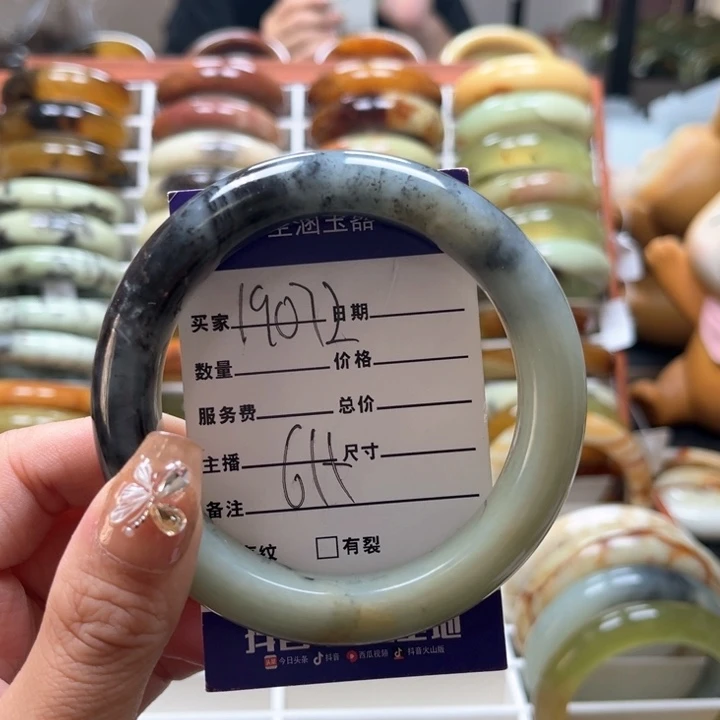 玉器
买家 19072 日期
数量 价格
服务费 总价
主播 尺寸
备注 611
纹 □有裂
今日头条 抖音 西瓜视频 抖音火山版